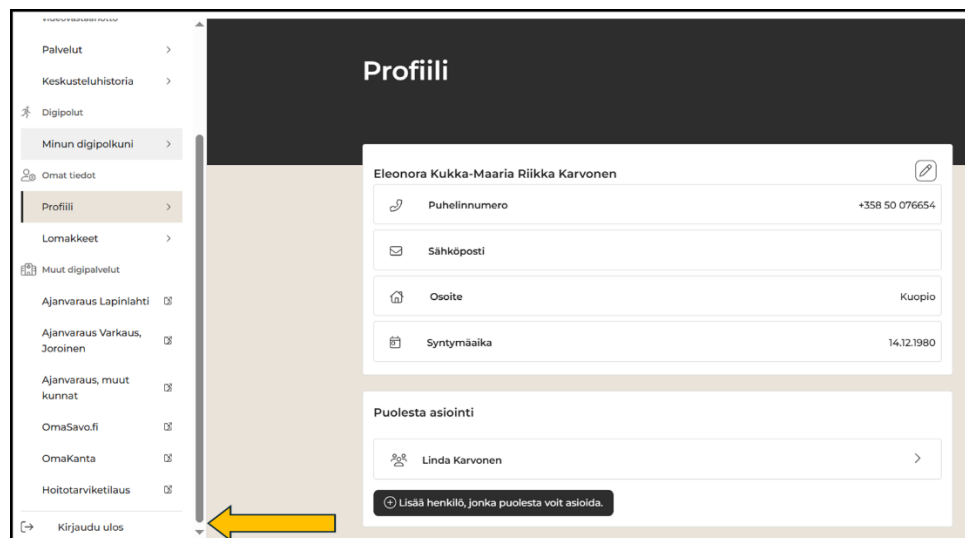 videovastaanotto
Palvelut
Keskusteluhistoria
Digipolut
Minun digipolkuni
Omat tiedot
Profiili
Lomakkeet
Muut digipalvelut
Ajanvaraus Lapinlahti
Ajanvaraus Varkaus,
Joroinen
Ajanvaraus, muut
kunnat
OmaSavo.fi
OmaKanta
Hoitotarviketilaus
Kirjaudu ulos
Profiili
Eleonora Kukka-Maaria Riikka Karvonen
Puhelinnumero +358 50 076654
Sähköposti
Osoite Kuopio
Syntymäaika 14.12.1980
Puolesta asiointi
Linda Karvonen
Lisää henkilö, jonka puolesta voit asioida.